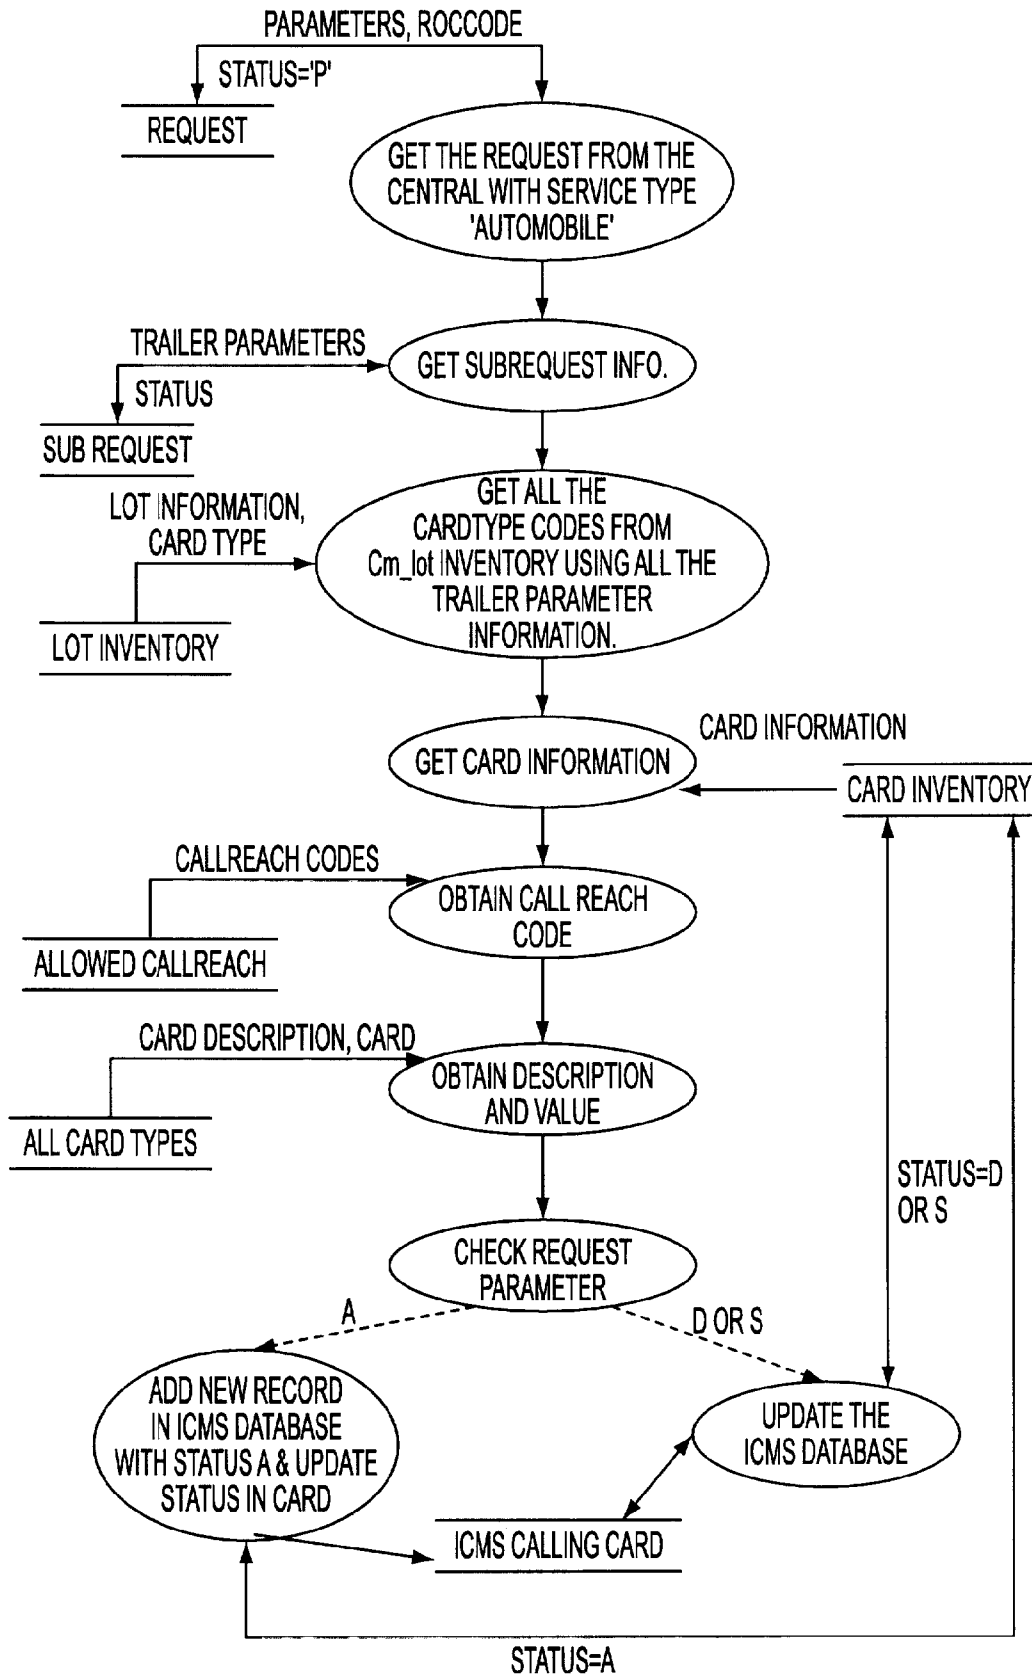 PARAMETERS, ROCCODE
STATUS='P'
REQUEST
GET THE REQUEST FROM THE
CENTRAL WITH SERVICE TYPE
'AUTOMOBILE'
TRAILER PARAMETERS
STATUS
GET SUBREQUEST INFO.
SUB REQUEST
LOT INFORMATION,
CARD TYPE
GET ALL THE
CARDTYPE CODES FROM
Cm_lot INVENTORY USING ALL THE
TRAILER PARAMETER
INFORMATION.
LOT INVENTORY
CARD INFORMATION
GET CARD INFORMATION
CARD INVENTORY
CALLREACH CODES
OBTAIN CALL REACH
CODE
ALLOWED CALLREACH
CARD DESCRIPTION, CARD
OBTAIN DESCRIPTION
AND VALUE
ALL CARD TYPES
STATUS=D
OR S
CHECK REQUEST
PARAMETER
A
D OR S
ADD NEW RECORD
IN ICMS DATABASE
WITH STATUS A & UPDATE
STATUS IN CARD
UPDATE THE
ICMS DATABASE
ICMS CALLING CARD
STATUS=A